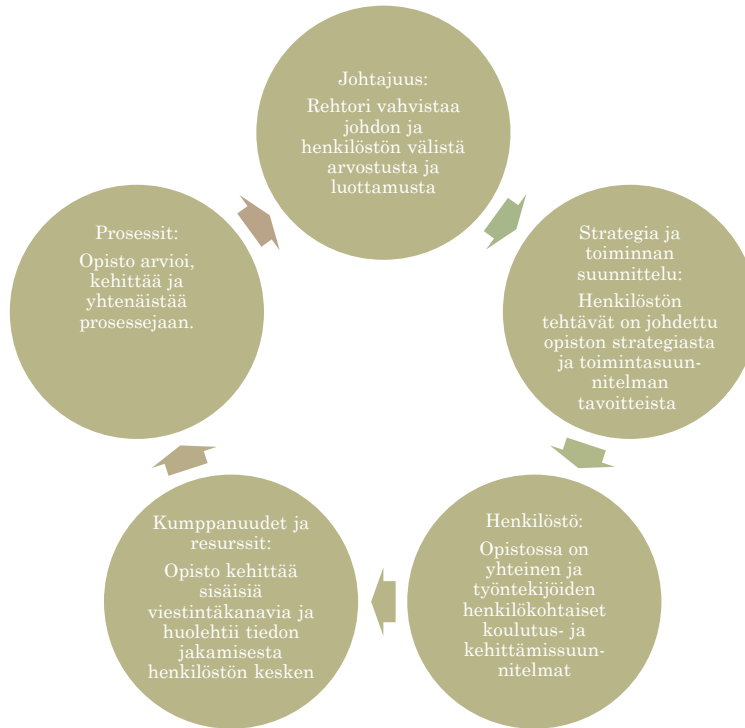 Johtajuus:
Rehtori vahvistaa
johdon ja
henkilöstön välistä
arvostusta ja
luottamusta
Strategia ja
toiminnan
suunnittelu:
Henkilöstön
tehtävät on johdettu
opiston strategiasta
ja toimintasuun-
nitelman
tavoitteista
Henkilöstö:
Opistossa on
yhteinen ja
työntekijöiden
henkilökohtaiset
koulutus- ja
kehittämissuun-
nitelmat
Kumppanuudet ja
resurssit:
Opisto kehittää
sisäisiä
viestintäkanavia ja
huolehtii tiedon
jakamisesta
henkilöstön kesken
Prosessit:
Opisto arvioi,
kehittää ja
yhtenäistää
prosessejaan.